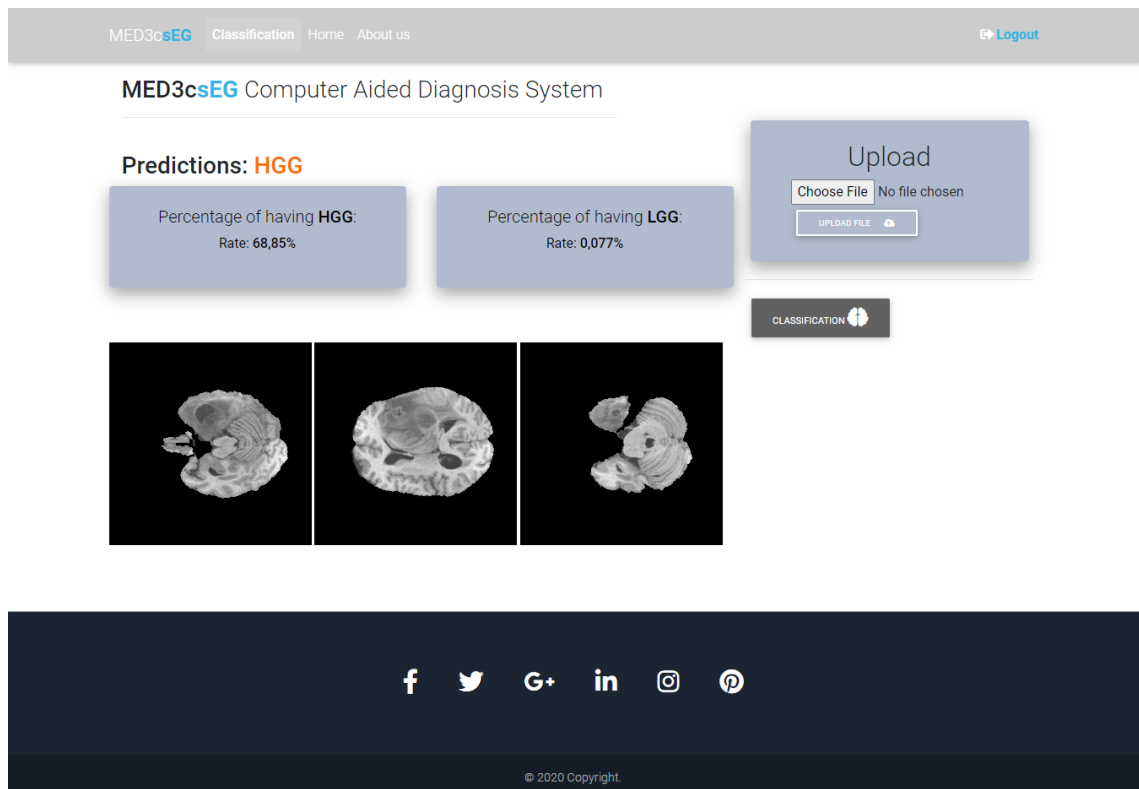 MED3csEG Classification Home About us Logout
MED3csEG Computer Aided Diagnosis System
Predictions: HGG
Percentage of having HGG:
Rate: 68,85%
Percentage of having LGG:
Rate: 0,077%
Upload
Choose File No file chosen
UPLOAD FILE
CLASSIFICATION
© 2020 Copyright.